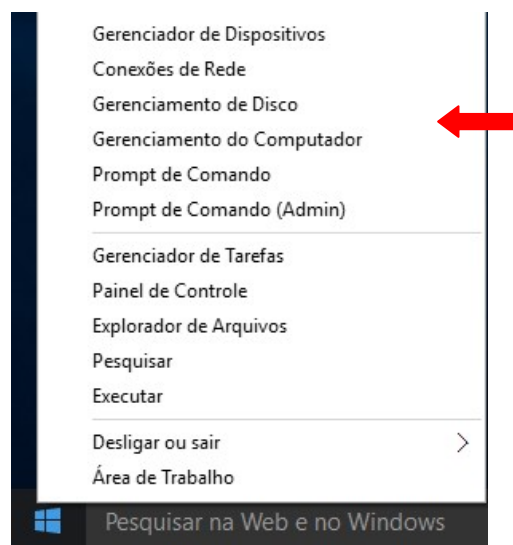 Gerenciador de Dispositivos
Conexões de Rede
Gerenciamento de Disco
Gerenciamento do Computador
Prompt de Comando
Prompt de Comando (Admin)
Gerenciador de Tarefas
Painel de Controle
Explorador de Arquivos
Pesquisar
Executar
Desligar ou sair
Área de Trabalho
Pesquisar na Web e no Windows